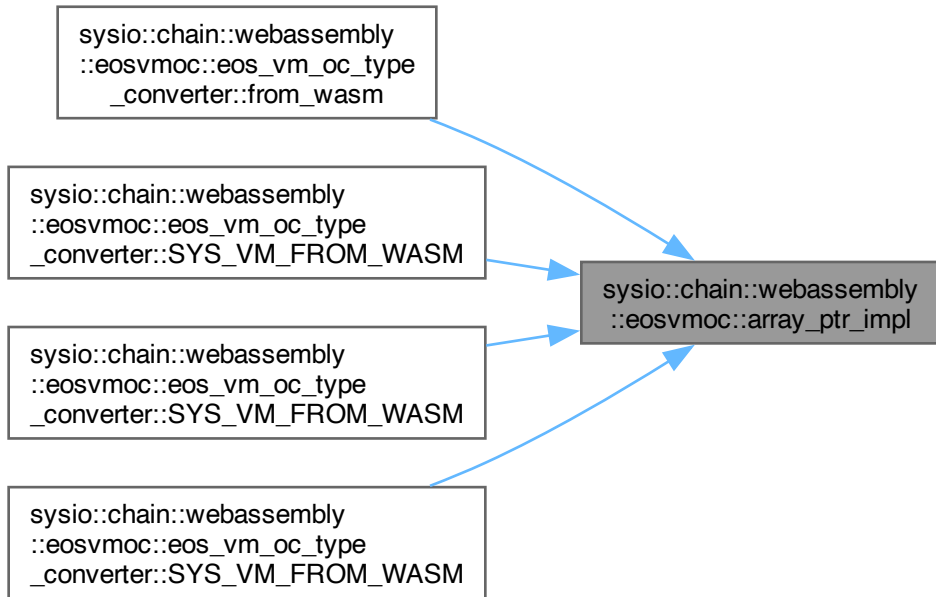 sysio::chain::webassembly
::eosvmoc::eos_vm_oc_type
_converter::from_wasm
sysio::chain::webassembly
::eosvmoc::eos_vm_oc_type
_converter::SYS_VM_FROM_WASM
sysio::chain::webassembly
::eosvmoc::array_ptr_impl
sysio::chain::webassembly
::eosvmoc::eos_vm_oc_type
_converter::SYS_VM_FROM_WASM
sysio::chain::webassembly
::eosvmoc::eos_vm_oc_type
_converter::SYS_VM_FROM_WASM